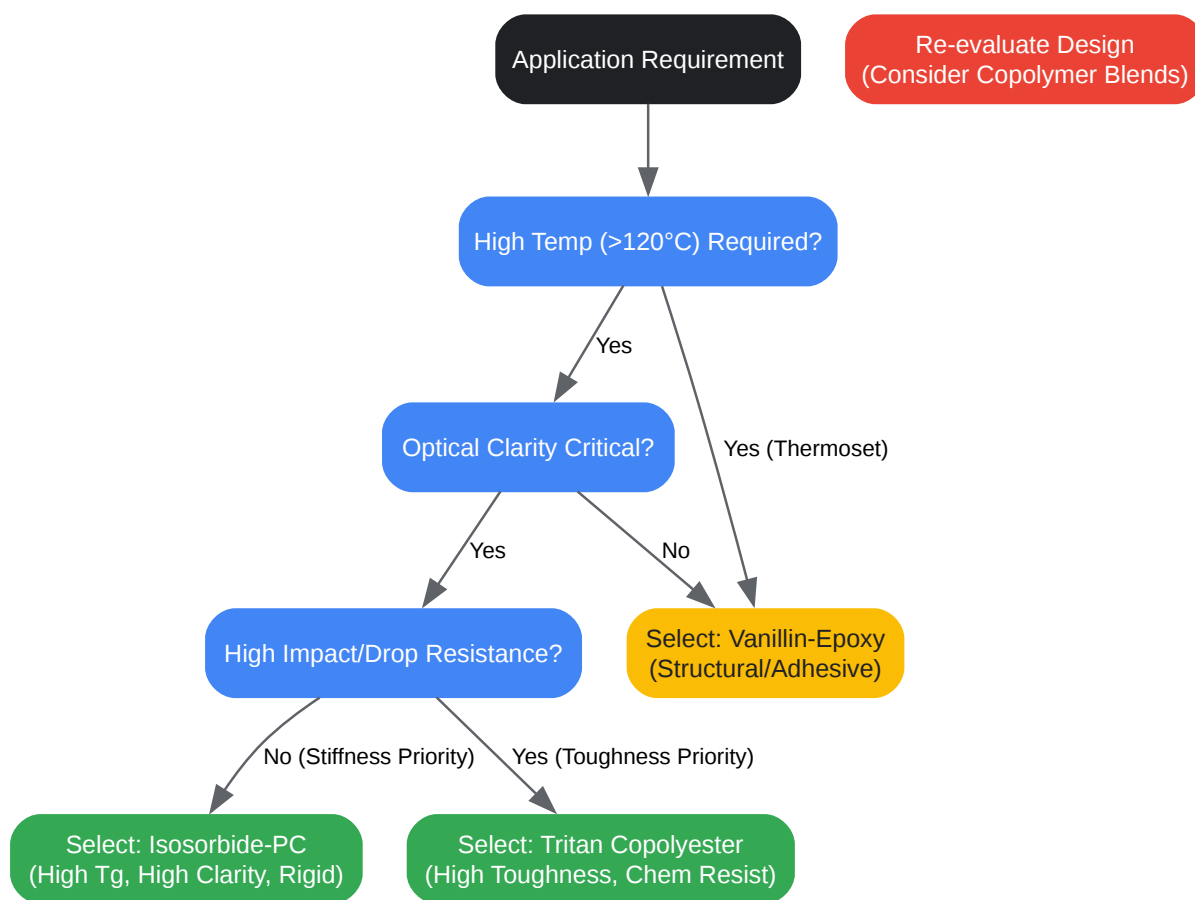 Application Requirement
Re-evaluate Design
(Consider Copolymer Blends)
High Temp (>120°C) Required?
Yes
Optical Clarity Critical?
Yes (Thermoset)
Yes
No
High Impact/Drop Resistance?
Select: Vanillin-Epoxy
(Structural/Adhesive)
No (Stiffness Priority)
Yes (Toughness Priority)
Select: Isosorbide-PC
(High Tg, High Clarity, Rigid)
Select: Tritan Copolyester
(High Toughness, Chem Resist)